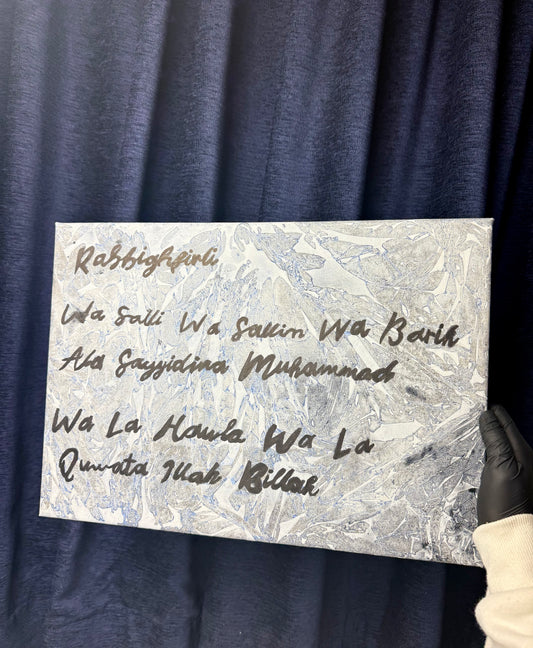 Rabbighfirli
Wa Salli Wa Sallim Wa Barik
Ala Sayyidina Muhammad
Wa La Hawla Wa La
Quwata Illah Billah